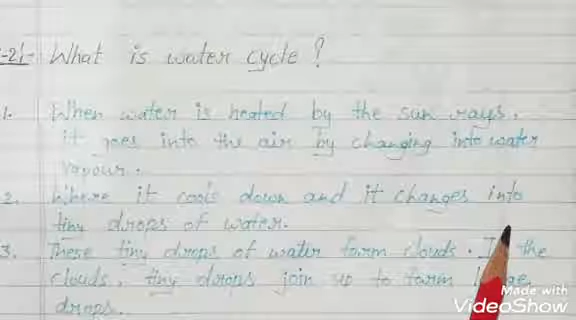 -2:- What is water cycle?
1. When water is heated by the sun rays,
it goes into the air by changing into water
vapour.
2. Where it cools down and it changes into
tiny drops of water.
3. These tiny drops of water form clouds. the
clouds, tiny drops join up to form
drops.
Made with
VideoShow